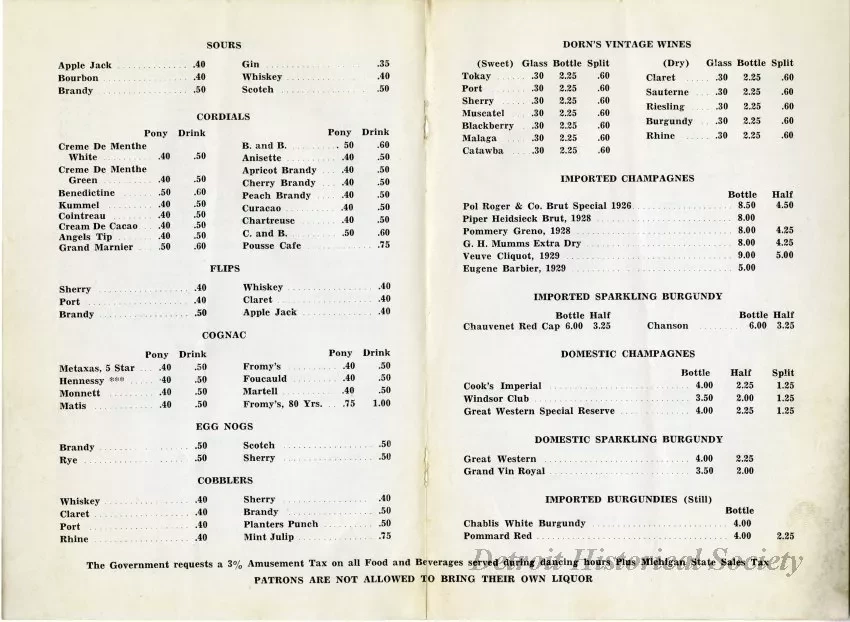 SOURS
Apple Jack .40 Gin .35
Bourbon .40 Whiskey .40
Brandy .50 Scotch .50
CORDIALS
Pony Drink Pony Drink
Creme De Menthe
White .40 .50
Creme De Menthe
Green .40 .50
Benedictine .50 .60
Kummel .40 .50
Cointreau .40 .50
Cream De Cacao .40 .50
Angels Tip .40 .50
Grand Marnier .50 .60
B. and B. .50 .60
Anisette .40 .50
Apricot Brandy .40 .50
Cherry Brandy .40 .50
Peach Brandy .40 .50
Curacao .40 .50
Chartreuse .40 .50
C. and B. .50 .60
Pousse Cafe .75
FLIPS
Sherry .40 Whiskey .40
Port .40 Claret .40
Brandy .50 Apple Jack .40
COGNAC
Pony Drink Pony Drink
Metaxas, 5 Star .40 .50 Fromy's .40 .50
Hennessy *** .40 .50 Foucauld .40 .50
Monnett .40 .50 Martell .40 .50
Matis .40 .50 Fromy's, 80 Yrs. .75 1.00
EGG NOGS
Brandy .50 Scotch .50
Rye .50 Sherry .50
COBBLERS
Whiskey .40 Sherry .40
Claret .40 Brandy .50
Port .40 Planters Punch .50
Rhine .40 Mint Julip .75
DORN'S VINTAGE WINES
(Sweet) Glass Bottle Split
Tokay .30 2.25 .60
Port .30 2.25 .60
Sherry .30 2.25 .60
Muscatel .30 2.25 .60
Blackberry .30 2.25 .60
Malaga .30 2.25 .60
Catawba .30 2.25 .60
(Dry) Glass Bottle Split
Claret .30 2.25 .60
Sauterne .30 2.25 .60
Riesling .30 2.25 .60
Burgundy .30 2.25 .60
Rhine .30 2.25 .60
IMPORTED CHAMPAGNES
Bottle Half
Pol Roger & Co. Brut Special 1926 8.50 4.50
Piper Heidsieck Brut, 1928 8.00
Pommery Greno, 1928 8.00 4.25
G. H. Mumms Extra Dry 8.00 4.25
Veuve Cliquot, 1929 9.00 5.00
Eugene Barbier, 1929 5.00
IMPORTED SPARKLING BURGUNDY
Bottle Half Bottle Half
Chauvenet Red Cap 6.00 3.25 Chanson 6.00 3.25
DOMESTIC CHAMPAGNES
Bottle Half Split
Cook's Imperial 4.00 2.25 1.25
Windsor Club 3.50 2.00 1.25
Great Western Special Reserve 4.00 2.25 1.25
DOMESTIC SPARKLING BURGUNDY
Great Western 4.00 2.25
Grand Vin Royal 3.50 2.00
IMPORTED BURGUNDIES (Still)
Bottle
Chablis White Burgundy 4.00
Pommard Red 4.00 2.25
Detroit Historical Society
The Government requests a 3% Amusement Tax on all Food and Beverages served during dancing hours Plus Michigan State Sales Tax
PATRONS ARE NOT ALLOWED TO BRING THEIR OWN LIQUOR